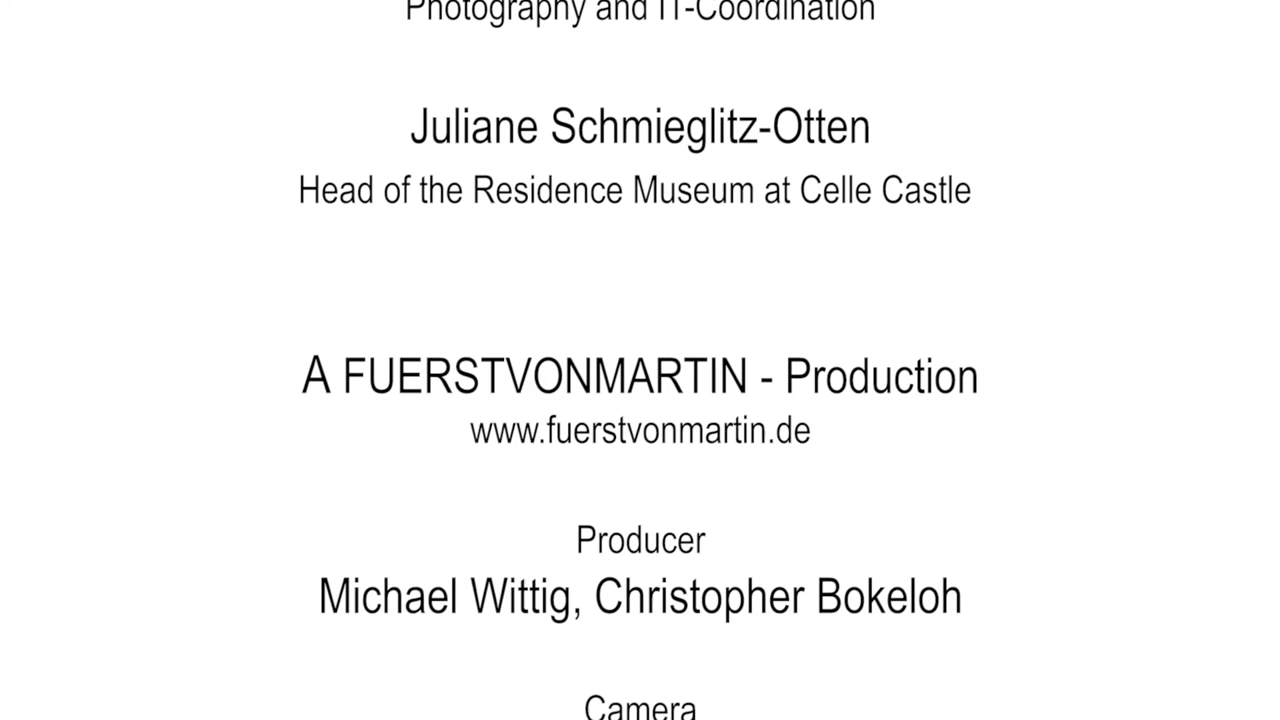 Photography and IT-Coordination
Juliane Schmieglitz-Otten
Head of the Residence Museum at Celle Castle
A FUERSTVONMARTIN - Production
www.fuerstvonmartin.de
Producer
Michael Wittig, Christopher Bokeloh
Camera